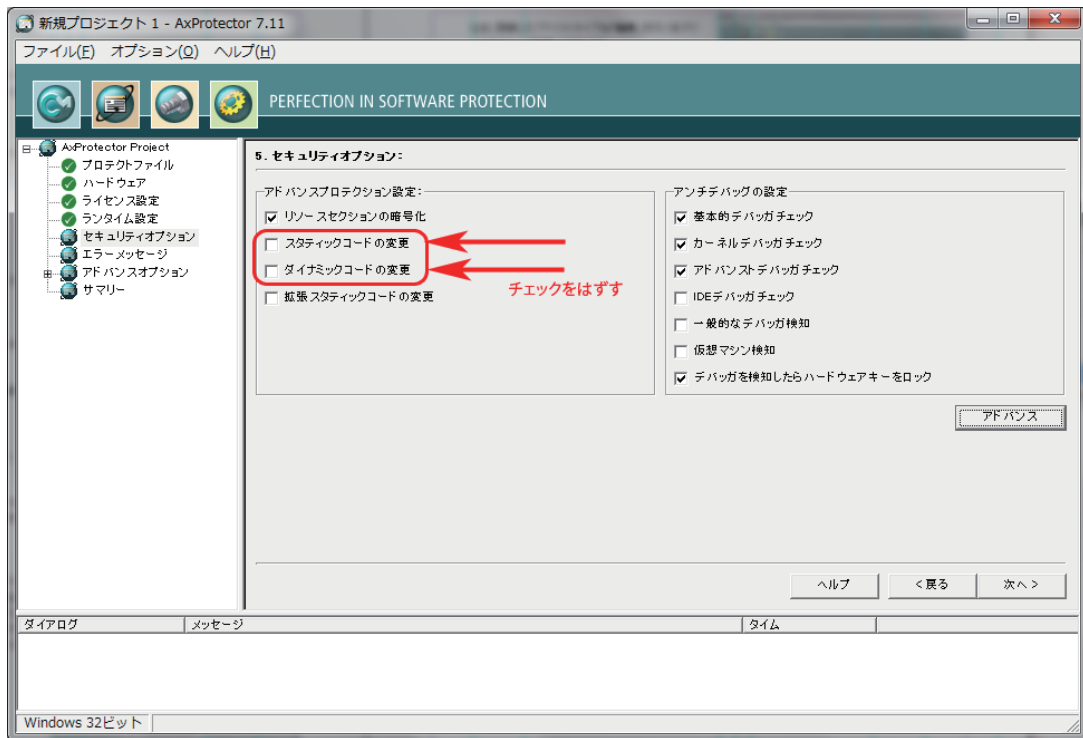 新規プロジェクト 1 - AxProtector 7.11
ファイル(F) オプション(O) ヘルプ(H)
PERFECTION IN SOFTWARE PROTECTION
AxProtector Project
プロテクトファイル
ハードウェア
ライセンス設定
ランタイム設定
セキュリティオプション
エラーメッセージ
アドバンスオプション
サマリー
5. セキュリティオプション:
アドバンスプロテクション設定:
リソースセクションの暗号化
スタティックコードの変更
ダイナミックコードの変更
チェックをはずす
拡張スタティックコードの変更
アンチデバッグの設定
基本的デバッガチェック
カーネルデバッガチェック
アドバンストデバッガチェック
IDEデバッガチェック
一般的なデバッガ検知
仮想マシン検知
デバッガを検知したらハードウェアキーをロック
アドバンス
ヘルプ <戻る 次へ>
ダイアログ メッセージ タイム
Windows 32ビット